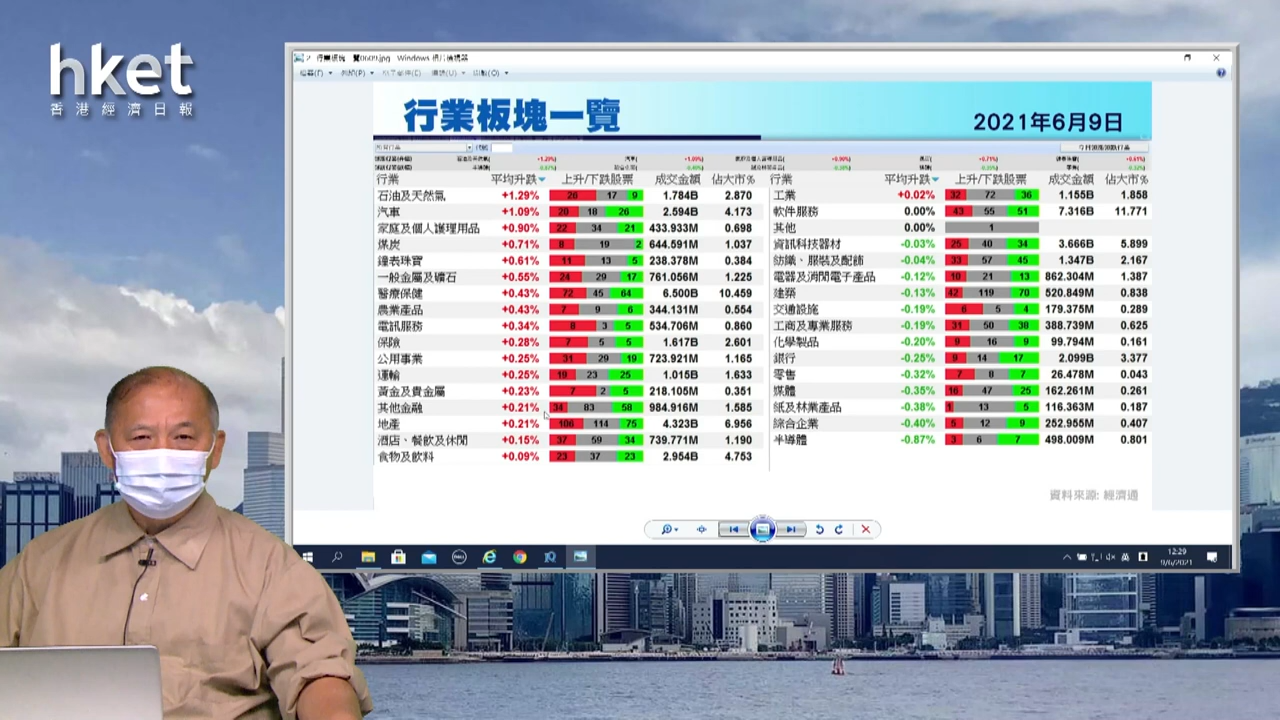 hket
香港經濟日報
行業板塊一覽
2021年6月9日
行業 平均升跌 上升/下跌股票 成交金額 佔大市%
石油及天然氣 +1.29% 26 17 9 1.784B 2.870
汽車 +1.09% 20 18 26 2.594B 4.173
家庭及個人護理用品 +0.90% 22 34 21 433.933M 0.698
煤炭 +0.71% 8 19 2 644.591M 1.037
鐘表珠寶 +0.61% 11 13 5 238.378M 0.384
一般金屬及礦石 +0.55% 24 29 17 761.056M 1.225
醫療保健 +0.43% 72 45 64 6.500B 10.459
農業產品 +0.43% 7 9 6 344.131M 0.554
電訊服務 +0.34% 8 3 5 534.706M 0.860
保險 +0.28% 7 5 5 1.617B 2.601
公用事業 +0.25% 31 29 19 723.921M 1.165
運輸 +0.25% 19 23 25 1.015B 1.633
黃金及貴金屬 +0.23% 7 2 5 218.105M 0.351
其他金融 +0.21% 34 83 58 984.916M 1.585
地產 +0.21% 106 114 75 4.323B 6.956
酒店、餐飲及休閒 +0.15% 37 59 34 739.771M 1.190
食物及飲料 +0.09% 23 37 23 2.954B 4.753
行業 平均升跌 上升/下跌股票 成交金額 佔大市%
工業 +0.02% 32 72 36 1.155B 1.858
軟件服務 0.00% 43 55 51 7.316B 11.771
其他 0.00% 1
資訊科技器材 -0.03% 25 40 34 3.666B 5.899
紡織、服裝及配飾 -0.04% 33 57 45 1.347B 2.167
電器及消閒電子產品 -0.12% 10 21 13 862.304M 1.387
建築 -0.13% 42 119 70 520.849M 0.838
交通設施 -0.19% 6 5 4 179.375M 0.289
工商及專業服務 -0.19% 31 50 38 388.739M 0.625
化學製品 -0.20% 9 16 9 99.794M 0.161
銀行 -0.25% 9 14 17 2.099B 3.377
零售 -0.32% 7 8 7 26.478M 0.043
媒體 -0.35% 16 47 25 162.261M 0.261
紙及林業產品 -0.38% 1 13 5 116.363M 0.187
綜合企業 -0.40% 5 12 9 252.955M 0.407
半導體 -0.87% 3 6 7 498.009M 0.801
資料來源: 經濟通
12:29
9/6/2021